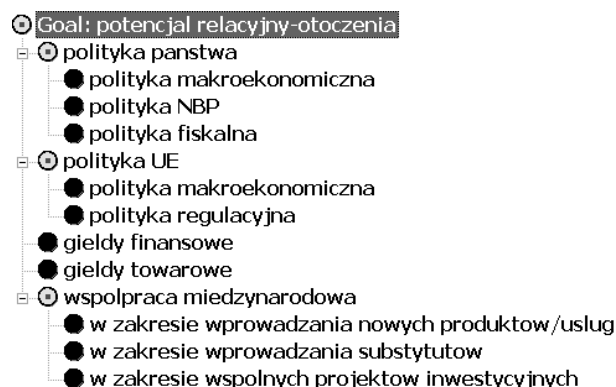 Goal: potencjal relacyjny-otoczenia
polityka panstwa
polityka makroekonomiczna
polityka NBP
polityka fiskalna
polityka UE
polityka makroekonomiczna
polityka regulacyjna
gieldy finansowe
gieldy towarowe
wspolpraca miedzynarodowa
w zakresie wprowadzania nowych produktow/uslug
w zakresie wprowadzania substytutow
w zakresie wspolnych projektow inwestycyjnych